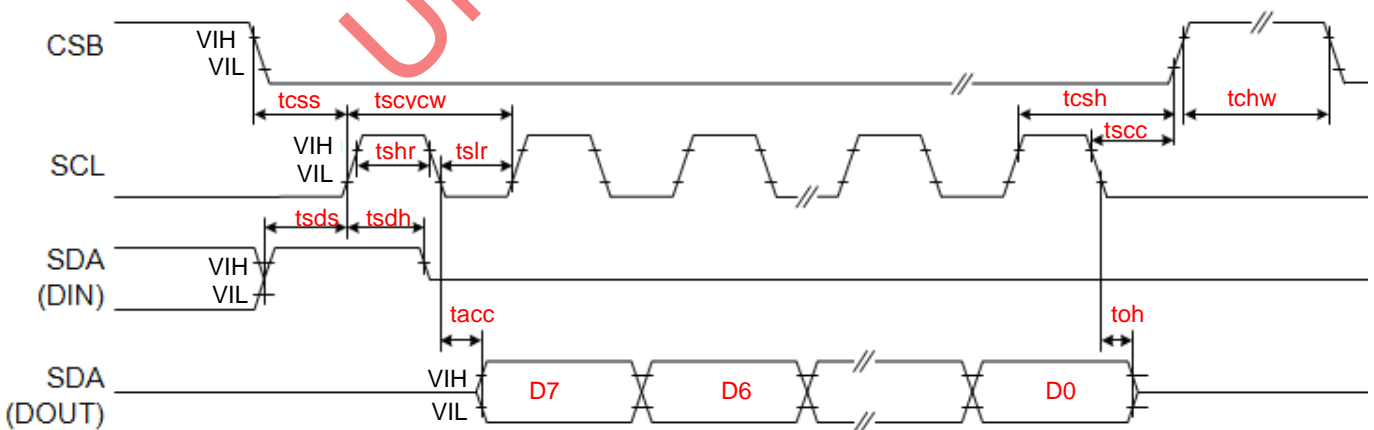 CSB VIH
VIL
tcss tscycw tcsh tchw
tscc
SCL VIH tshr tslr
VIL
tsds tsdh
SDA VIH
(DIN) VIL
tacc toh
SDA VIH D7 D6 D0
(DOUT) VIL